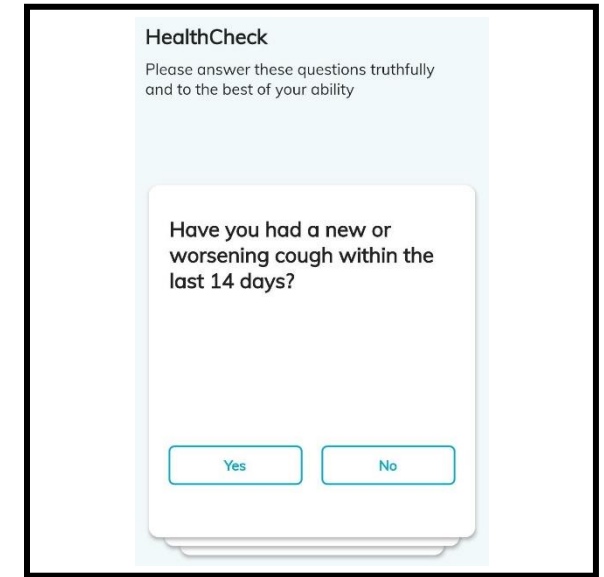 HealthCheck
Please answer these questions truthfully
and to the best of your ability
Have you had a new or
worsening cough within the
last 14 days?
Yes
No